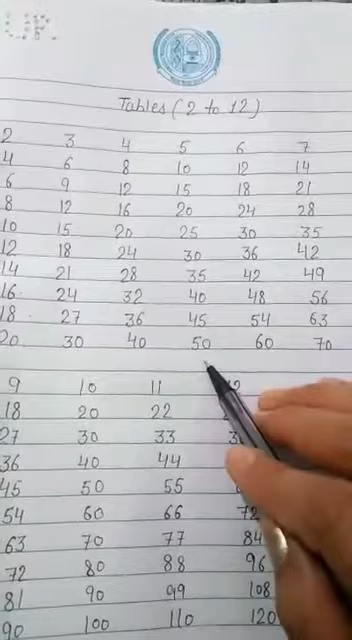 Tables (2 to 12)
2 3 4 5 6 7
4 6 8 10 12 14
6 9 12 15 18 21
8 12 16 20 24 28
10 15 20 25 30 35
12 18 24 30 36 42
14 21 28 35 42 49
16 24 32 40 48 56
18 27 36 45 54 63
20 30 40 50 60 70
9 10 11 12
18 20 22
27 30 33
36 40 44
45 50 55
54 60 66 72
63 70 77 84
72 80 88 96
81 90 99 108
90 100 110 120